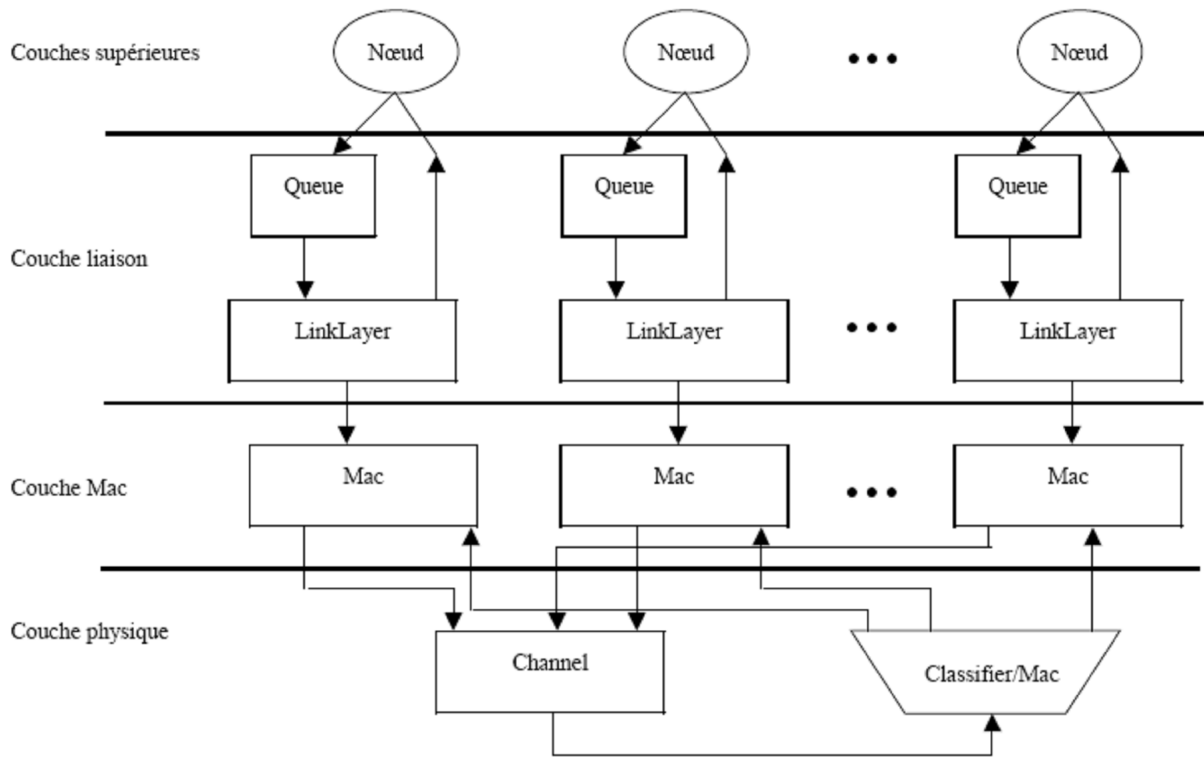 Couches supérieures
Nœud
Nœud
Nœud
Queue
Queue
Queue
Couche liaison
LinkLayer
LinkLayer
LinkLayer
Couche Mac
Mac
Mac
Mac
Couche physique
Channel
Classifier/Mac